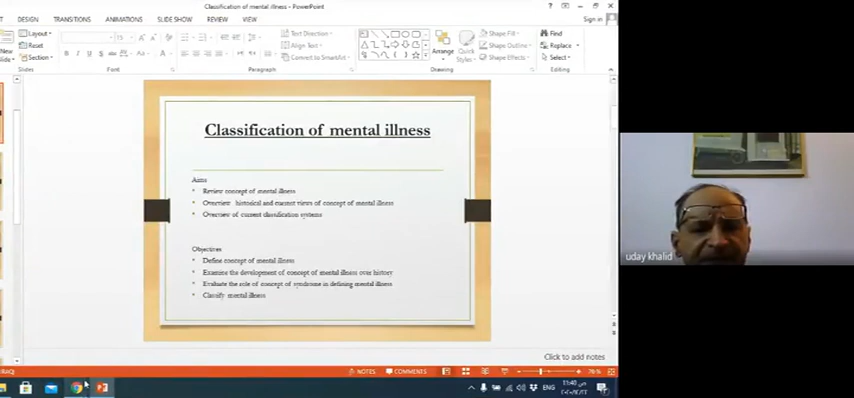 Classification of mental illness - PowerPoint
Sign in
DESIGN TRANSITIONS ANIMATIONS SLIDE SHOW REVIEW VIEW
New
Slides
Layout
Reset
Section
Slides
Font
Paragraph
Text Direction
Align Text
Convert to SmartArt
Arrange
Quick
Styles
Shape Fill
Shape Outline
Shape Effects
Drawing
Find
Replace
Select
Editing
Classification of mental illness
Aims
• Review concept of mental illness
• Overview historical and current views of concept of mental illness
• Overview of current classification systems
Objectives
• Define concept of mental illness
• Examine the development of concept of mental illness over history
• Evaluate the role of concept of syndrome in defining mental illness
• Classify mental illness
Click to add notes
NOTES
COMMENTS
ENG
uday khalid